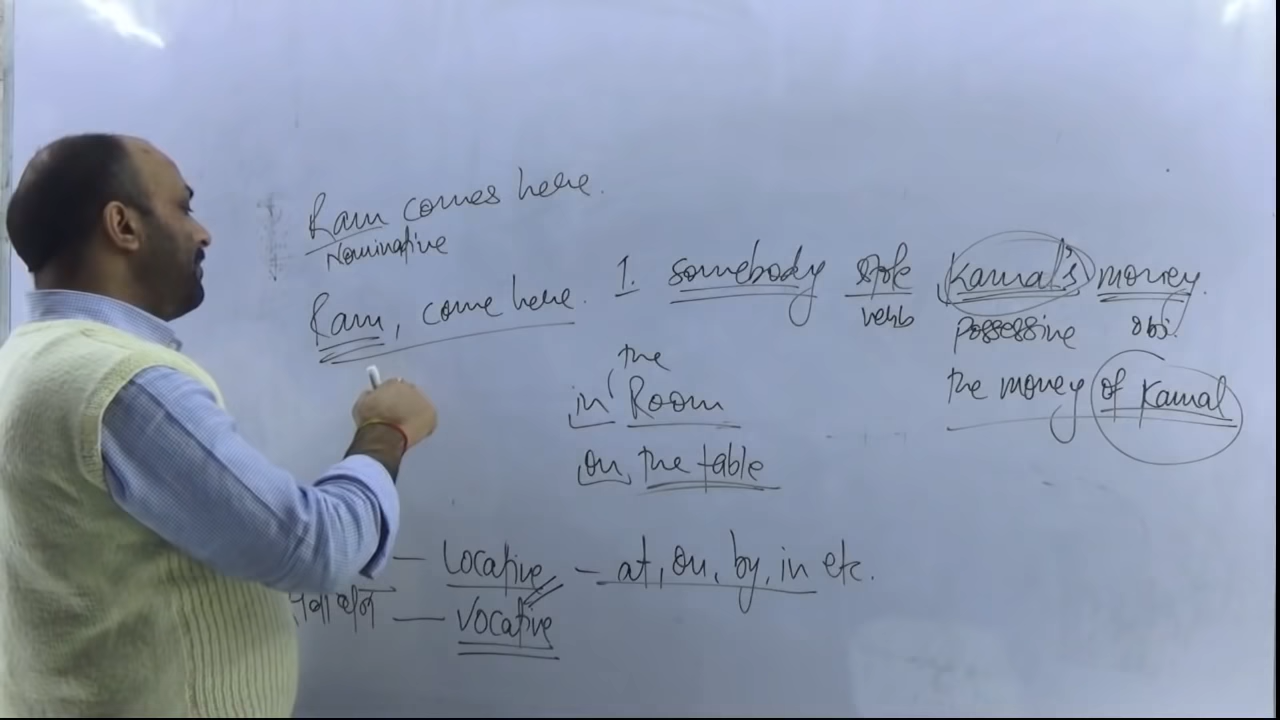 Ram comes here.
Nominative
Ram, come here.
1. somebody stole Kamal's money.
verb possessive obj.
the money of Kamal
the
in Room
on the table
— Locative — at, on, by, in etc.
— Vocative